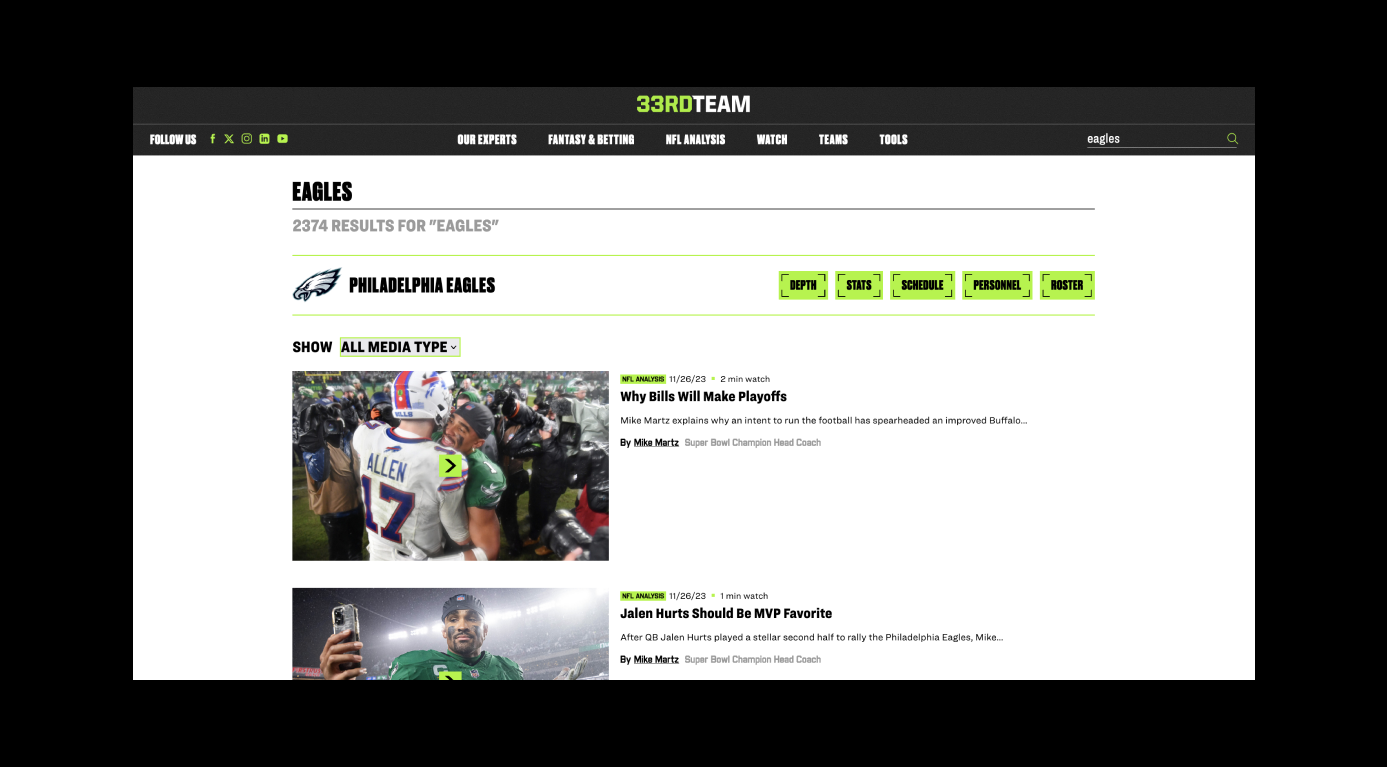 33RDTEAM
FOLLOW US
OUR EXPERTS
FANTASY & BETTING
NFL ANALYSIS
WATCH
TEAMS
TOOLS
eagles
EAGLES
2374 RESULTS FOR "EAGLES"
PHILADELPHIA EAGLES
DEPTH
STATS
SCHEDULE
PERSONNEL
ROSTER
SHOW ALL MEDIA TYPE
BILLS
ALLEN
17
NFL ANALYSIS 11/26/23 • 2 min watch
Why Bills Will Make Playoffs
Mike Martz explains why an intent to run the football has spearheaded an improved Buffalo...
By Mike Martz Super Bowl Champion Head Coach
NFL ANALYSIS 11/26/23 • 1 min watch
Jalen Hurts Should Be MVP Favorite
After QB Jalen Hurts played a stellar second half to rally the Philadelphia Eagles, Mike...
By Mike Martz Super Bowl Champion Head Coach